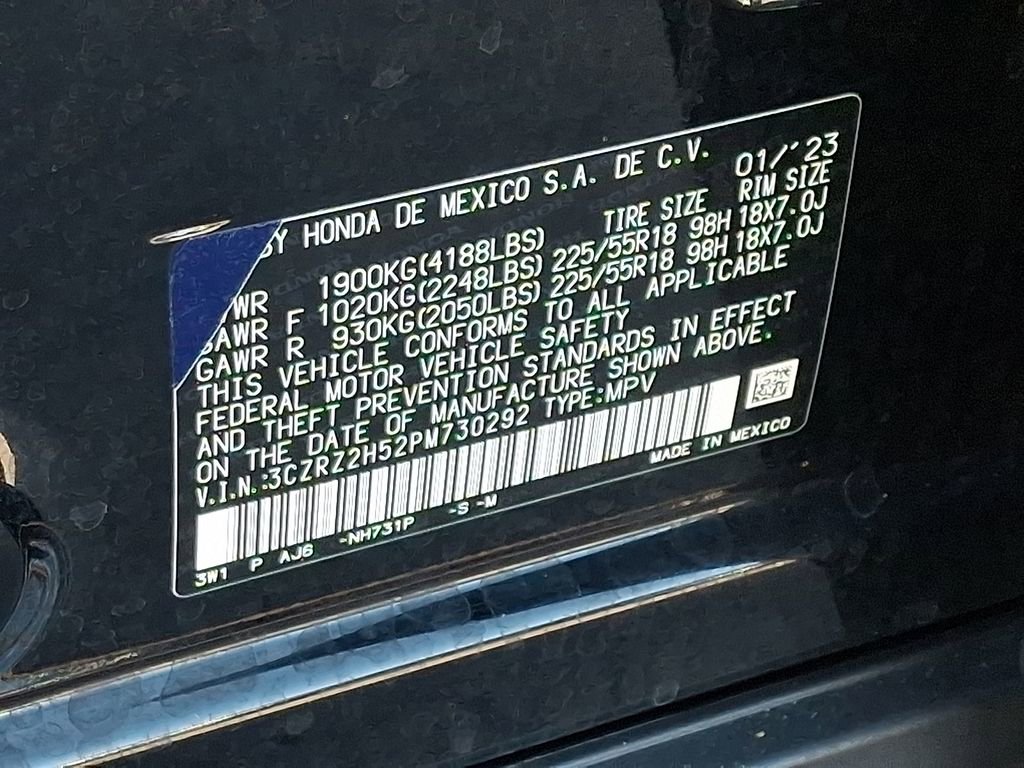 BY HONDA DE MEXICO S.A. DE C.V. 01/'23
TIRE SIZE RIM SIZE
WR 1900KG(4188LBS)
GAWR F 1020KG(2248LBS) 225/55R18 98H 18X7.0J
GAWR R 930KG(2050LBS) 225/55R18 98H 18X7.0J
THIS VEHICLE CONFORMS TO ALL APPLICABLE
FEDERAL MOTOR VEHICLE SAFETY
AND THEFT PREVENTION STANDARDS IN EFFECT
ON THE DATE OF MANUFACTURE SHOWN ABOVE.
V.I.N.:3CZRZ2H52PM730292 TYPE:MPV
MADE IN MEXICO
3W1 P AJ6 -NH731P -S -M